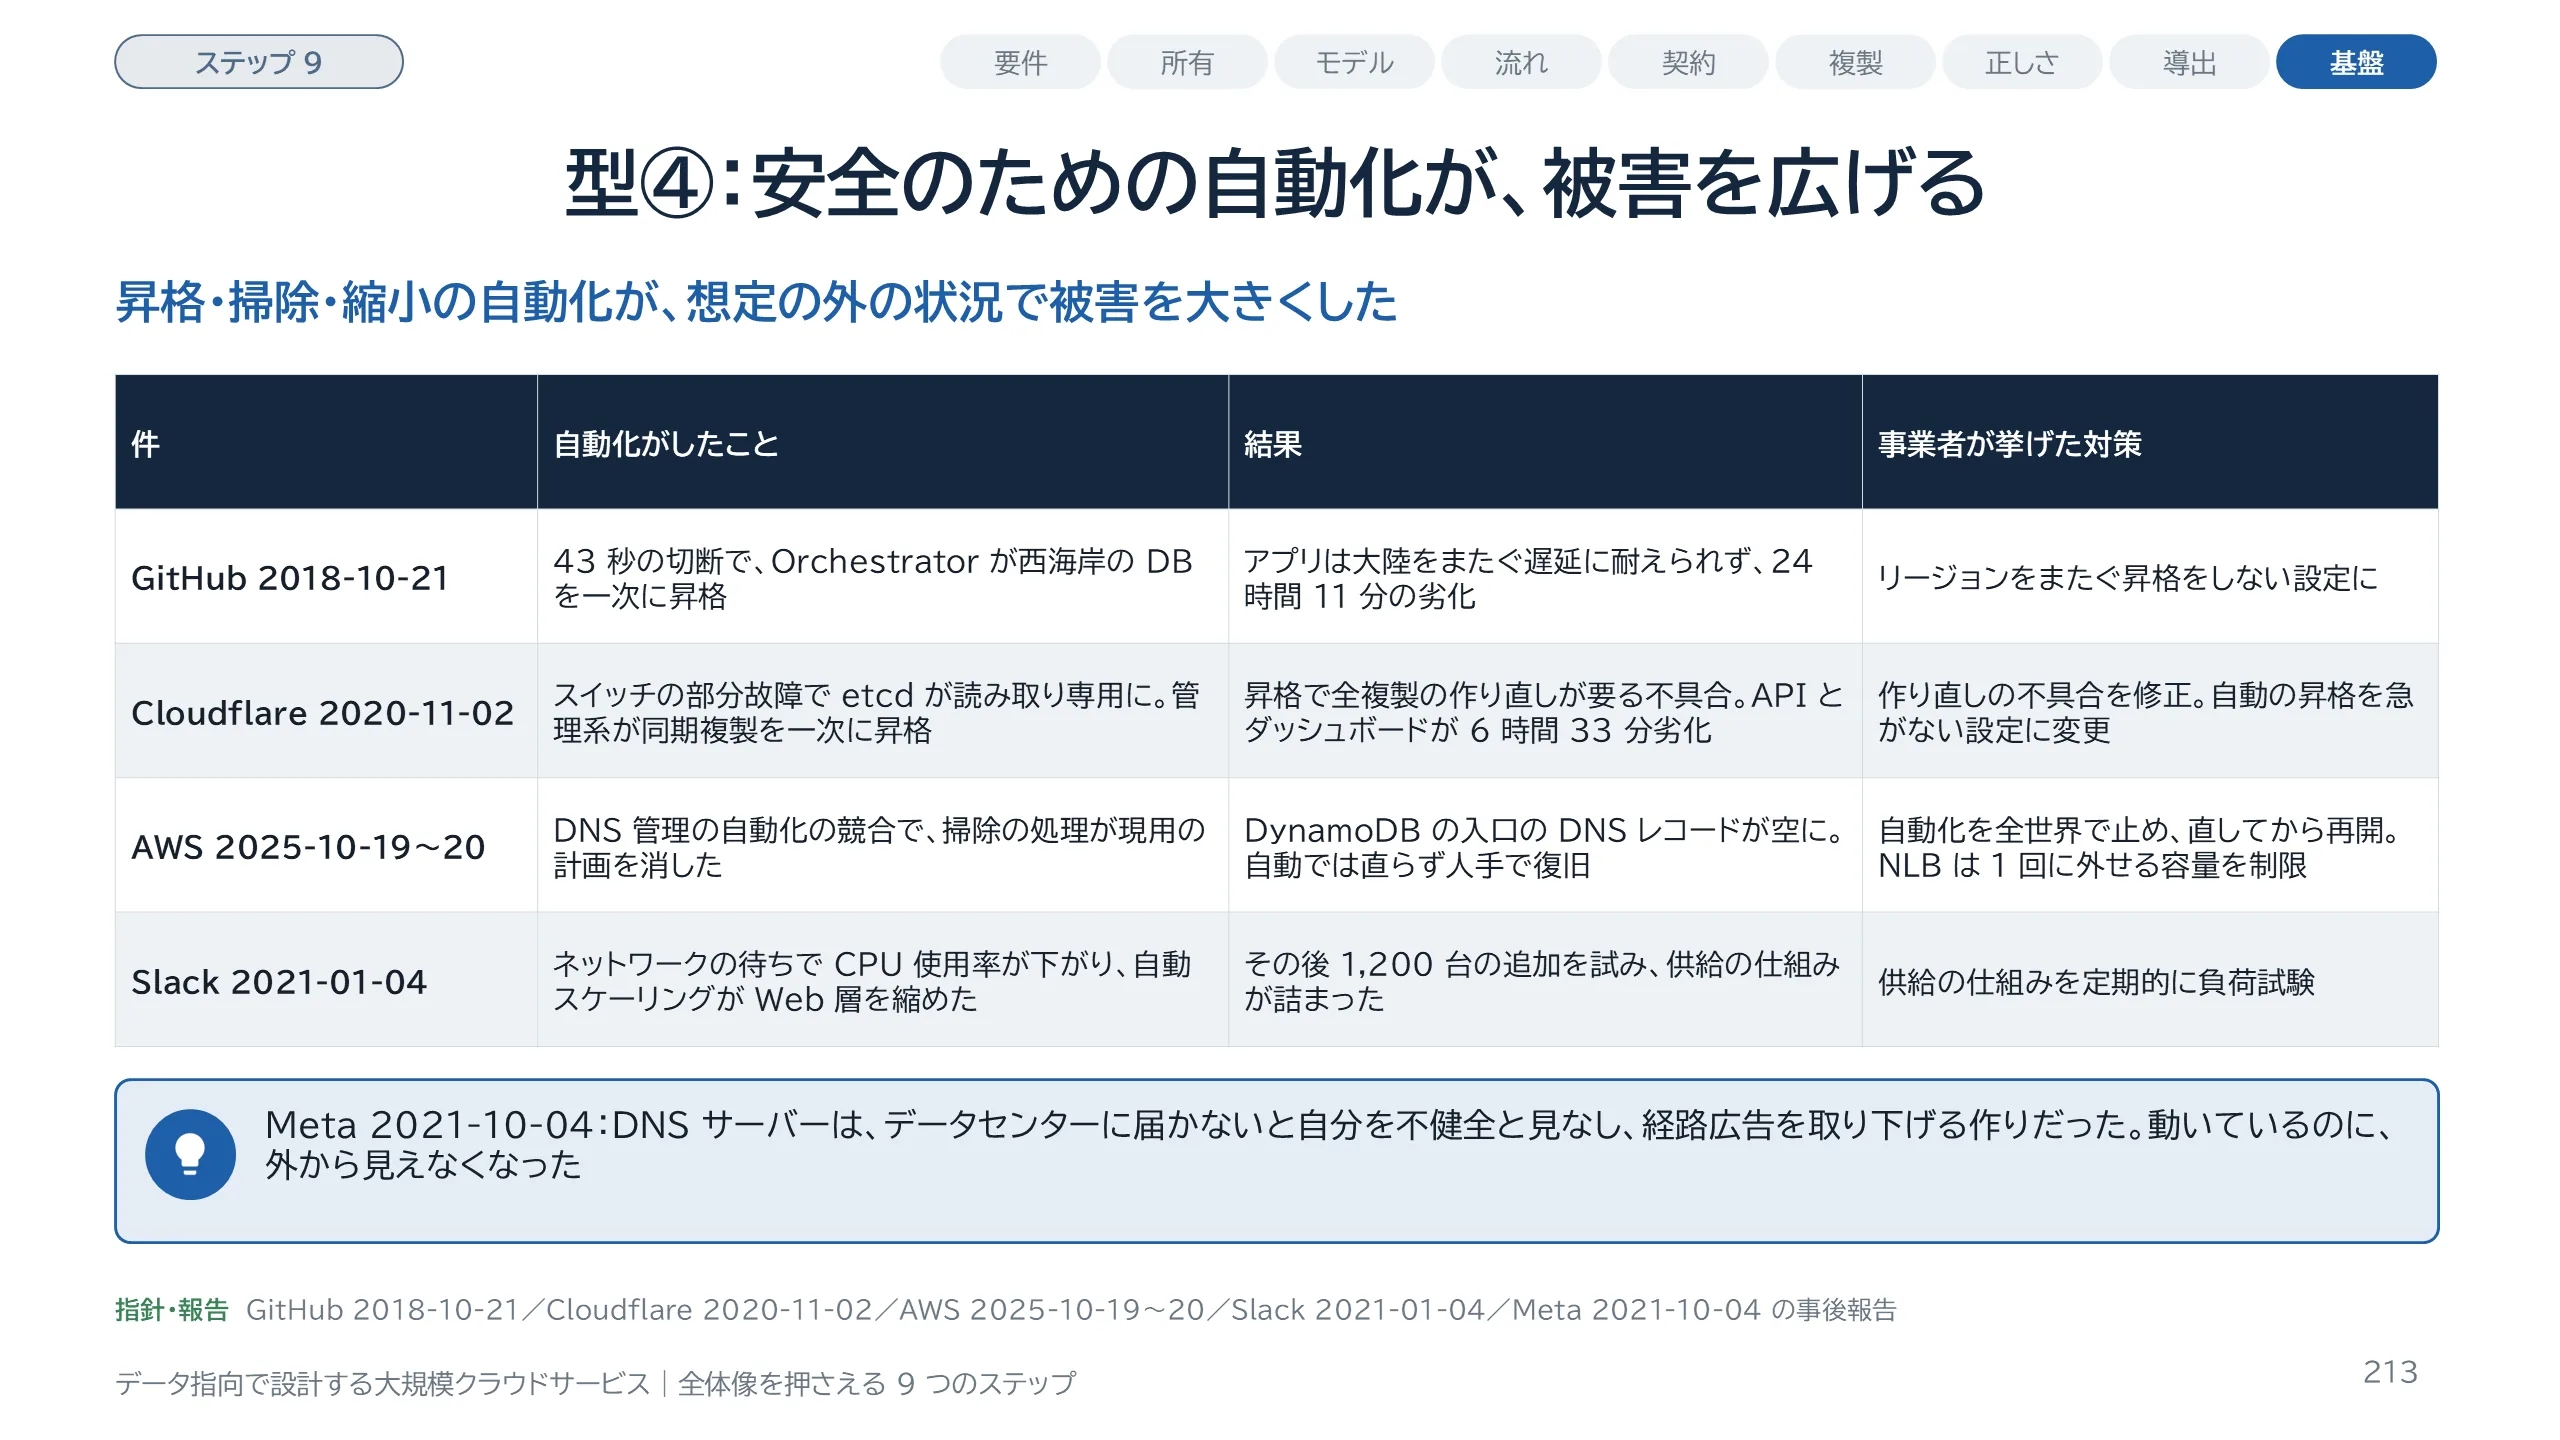 ステップ 9
要件
所有
モデル
流れ
契約
複製
正しさ
導出
基盤
型④：安全のための自動化が、被害を広げる
昇格・掃除・縮小の自動化が、想定の外の状況で被害を大きくした
件
自動化がしたこと
結果
事業者が挙げた対策
GitHub 2018-10-21
43 秒の切断で、Orchestrator が西海岸の DB
を一次に昇格
アプリは大陸をまたぐ遅延に耐えられず、24
時間 11 分の劣化
リージョンをまたぐ昇格をしない設定に
Cloudflare 2020-11-02
スイッチの部分故障で etcd が読み取り専用に。管
理系が同期複製を一次に昇格
昇格で全複製の作り直しが要る不具合。API と
ダッシュボードが 6 時間 33 分劣化
作り直しの不具合を修正。自動の昇格を急
がない設定に変更
AWS 2025-10-19～20
DNS 管理の自動化の競合で、掃除の処理が現用の
計画を消した
DynamoDB の入口の DNS レコードが空に。
自動では直らず人手で復旧
自動化を全世界で止め、直してから再開。
NLB は 1 回に外せる容量を制限
Slack 2021-01-04
ネットワークの待ちで CPU 使用率が下がり、自動
スケーリングが Web 層を縮めた
その後 1,200 台の追加を試み、供給の仕組み
が詰まった
供給の仕組みを定期的に負荷試験
Meta 2021-10-04：DNS サーバーは、データセンターに届かないと自分を不健全と見なし、経路広告を取り下げる作りだった。動いているのに、
外から見えなくなった
指針・報告 GitHub 2018-10-21／Cloudflare 2020-11-02／AWS 2025-10-19～20／Slack 2021-01-04／Meta 2021-10-04 の事後報告
データ指向で設計する大規模クラウドサービス｜全体像を押さえる 9 つのステップ
213